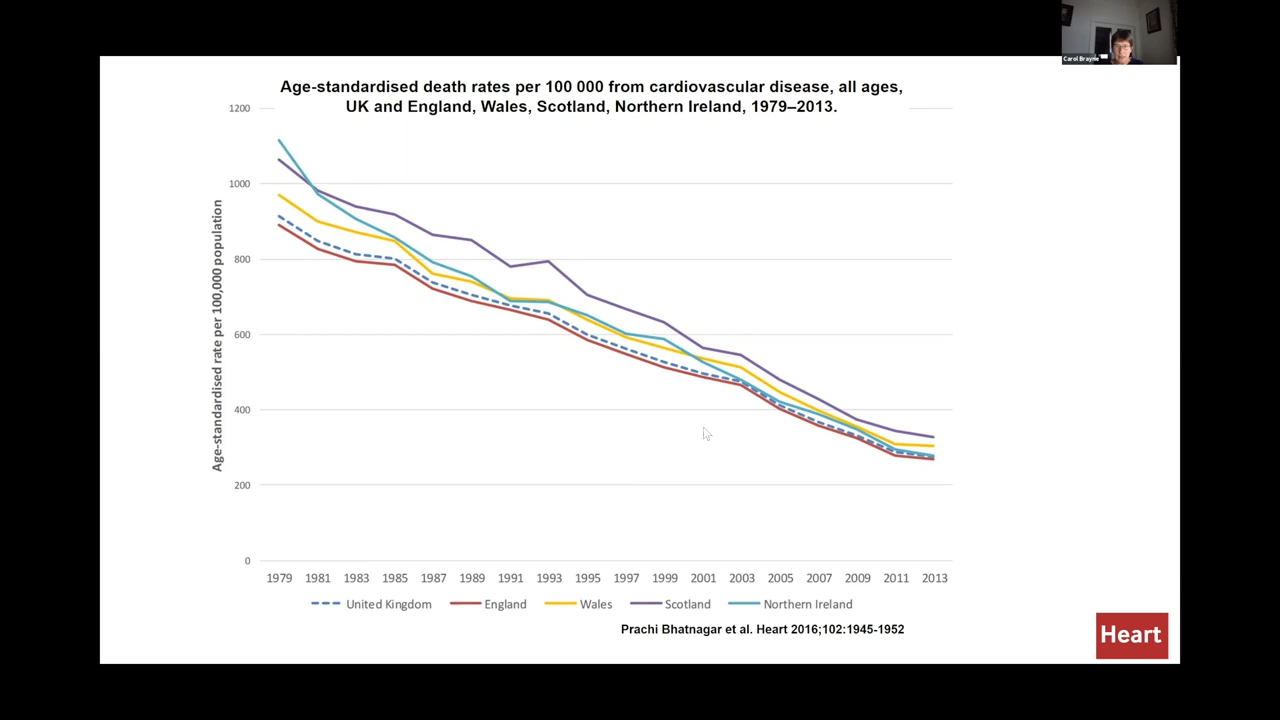 Carol Brayne
Age-standardised death rates per 100 000 from cardiovascular disease, all ages,
UK and England, Wales, Scotland, Northern Ireland, 1979–2013.
Age-standardised rate per 100,000 population
1200
1000
800
600
400
200
0
1979 1981 1983 1985 1987 1989 1991 1993 1995 1997 1999 2001 2003 2005 2007 2009 2011 2013
United Kingdom England Wales Scotland Northern Ireland
Prachi Bhatnagar et al. Heart 2016;102:1945-1952
Heart